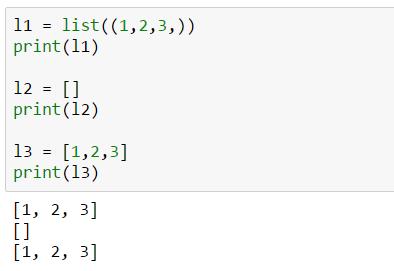 l1 = list((1,2,3,))
print(l1)
l2 = []
print(l2)
l3 = [1,2,3]
print(l3)
[1, 2, 3]
[]
[1, 2, 3]